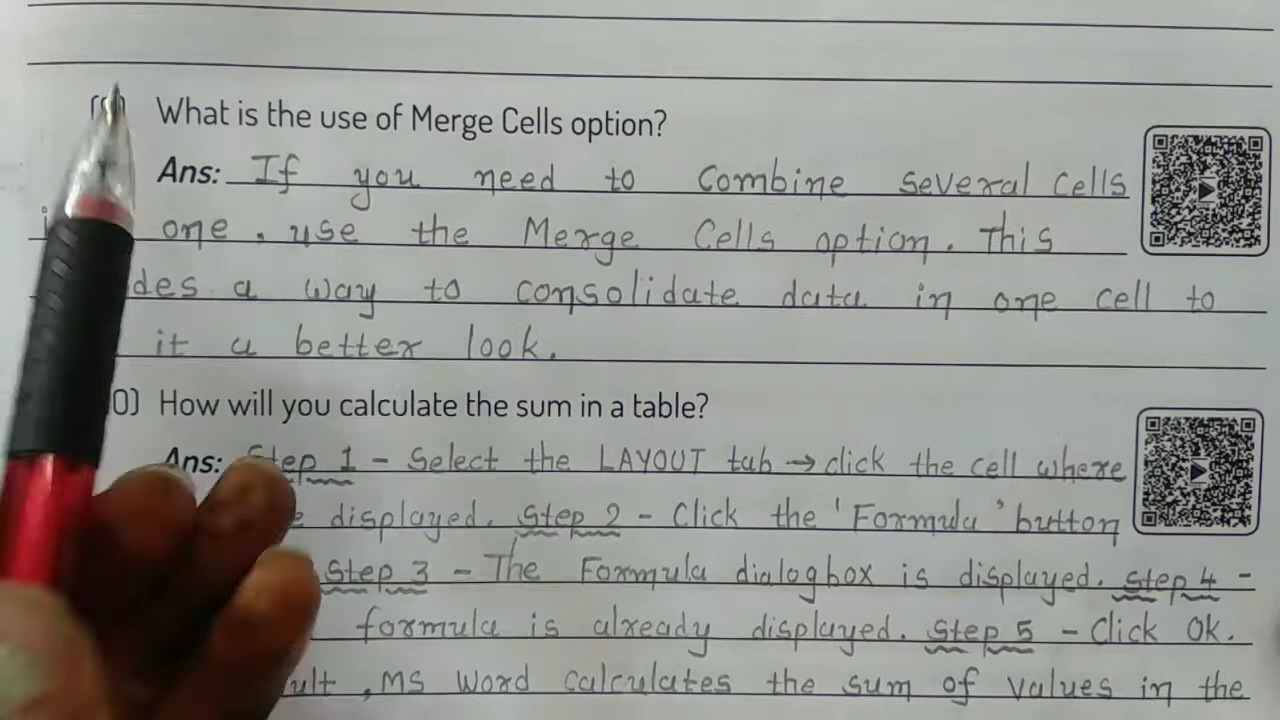 What is the use of Merge Cells option?
Ans: If you need to combine several cells
one, use the Merge Cells option. This
des a way to consolidate data in one cell to
it a better look.
0) How will you calculate the sum in a table?
Ans: Step 1 - Select the LAYOUT tab → click the cell where
displayed. Step 2 - Click the 'Formula' button
Step 3 - The Formula dialogbox is displayed. Step 4 -
formula is already displayed. Step 5 - Click OK.
ult, MS Word calculates the sum of values in the